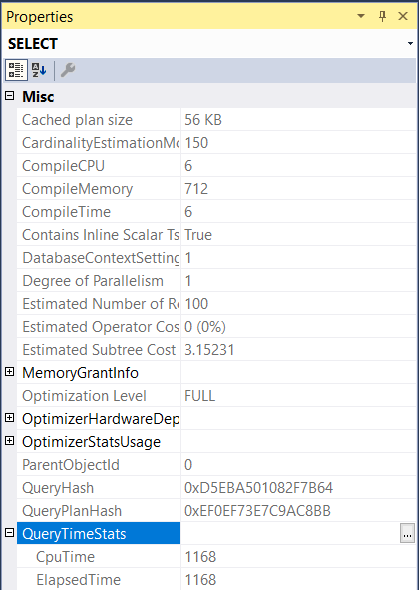 Properties
SELECT
Misc
Cached plan size 56 KB
CardinalityEstimationMo 150
CompileCPU 6
CompileMemory 712
CompileTime 6
Contains Inline Scalar Ts True
DatabaseContextSetting 1
Degree of Parallelism 1
Estimated Number of Ro 100
Estimated Operator Cos 0 (0%)
Estimated Subtree Cost 3.15231
MemoryGrantInfo
Optimization Level FULL
OptimizerHardwareDep
OptimizerStatsUsage
ParentObjectId 0
QueryHash 0xD5EBA501082F7B64
QueryPlanHash 0xEF0EF73E7C9AC8BB
QueryTimeStats ...
CpuTime 1168
ElapsedTime 1168